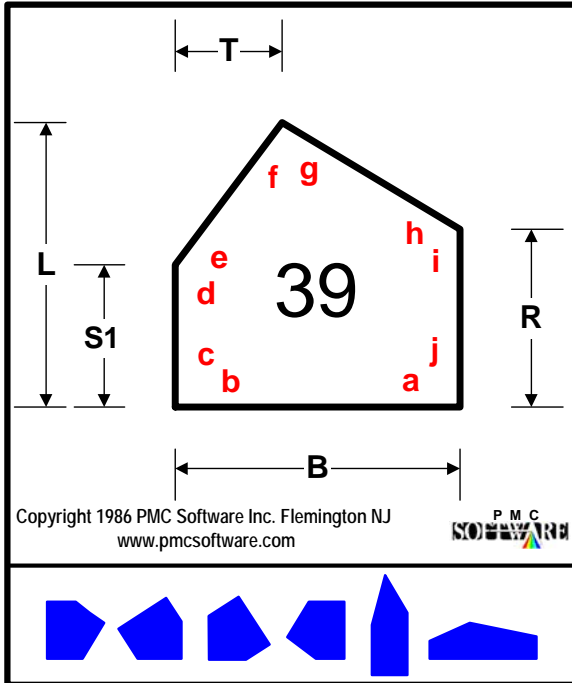 T
f g
h
L
e
39
i
d
R
S1
c
j
b
a
B
Copyright 1986 PMC Software Inc. Flemington NJ
www.pmcsoftware.com
P M C
SOFTWARE